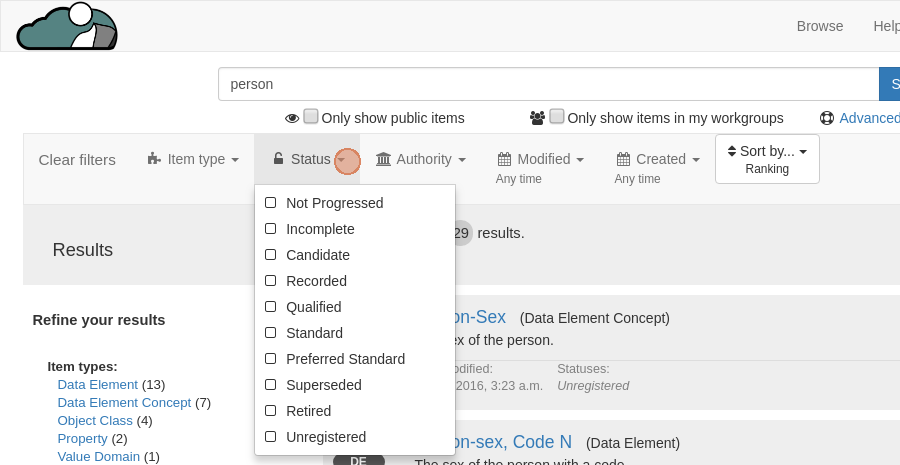 Browse
person
Only show public items
Only show items in my workgroups
Advanced
Clear filters
Item type
Status
Authority
Modified
Any time
Created
Any time
Sort by...
Ranking
Not Progressed
Incomplete
Candidate
Recorded
Qualified
Standard
Preferred Standard
Superseded
Retired
Unregistered
Results
29 results.
Refine your results
Item types:
Data Element (13)
Data Element Concept (7)
Object Class (4)
Property (2)
Value Domain (1)
on-Sex (Data Element Concept)
of the person.
Statuses:
2016, 3:23 a.m.
Unregistered
on-sex, Code N (Data Element)
DE
The sex of the person with a code